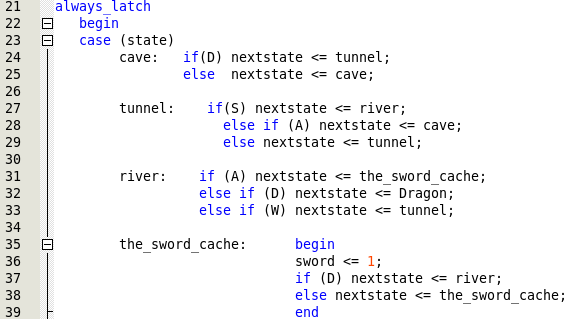 21 always_latch
22 begin
23 case (state)
24 cave: if(D) nextstate <= tunnel;
25 else nextstate <= cave;
26
27 tunnel: if(S) nextstate <= river;
28 else if (A) nextstate <= cave;
29 else nextstate <= tunnel;
30
31 river: if (A) nextstate <= the_sword_cache;
32 else if (D) nextstate <= Dragon;
33 else if (W) nextstate <= tunnel;
34
35 the_sword_cache: begin
36 sword <= 1;
37 if (D) nextstate <= river;
38 else nextstate <= the_sword_cache;
39 end